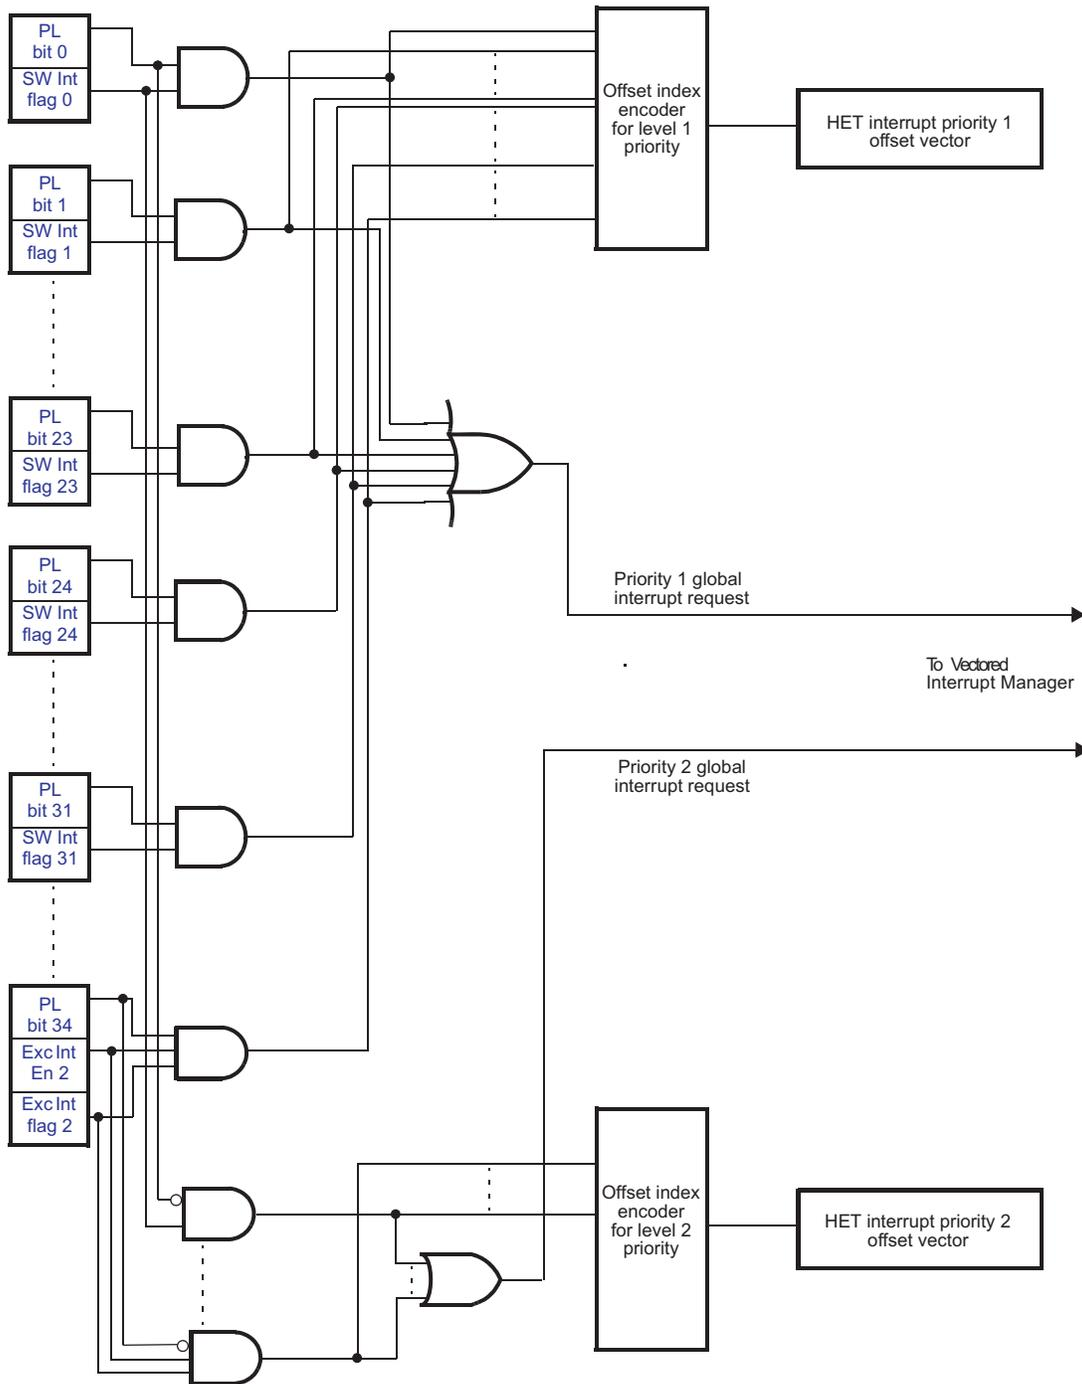 PL
bit 0
SW Int
flag 0
Offset index
encoder
for level 1
priority
HET interrupt priority 1
offset vector
PL
bit 1
SW Int
flag 1
PL
bit 23
SW Int
flag 23
PL
bit 24
SW Int
flag 24
Priority 1 global
interrupt request
To Vectored
Interrupt Manager
Priority 2 global
interrupt request
PL
bit 31
SW Int
flag 31
PL
bit 34
Exc Int
En 2
Exc Int
flag 2
Offset index
encoder
for level 2
priority
HET interrupt priority 2
offset vector